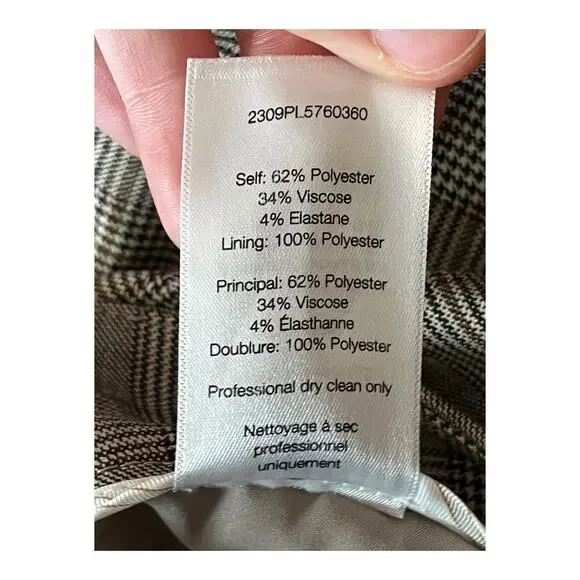 2309PL5760360
Self: 62% Polyester
34% Viscose
4% Elastane
Lining: 100% Polyester
Principal: 62% Polyester
34% Viscose
4% Élasthanne
Doublure: 100% Polyester
Professional dry clean only
Nettoyage à sec
professionnel
uniquement